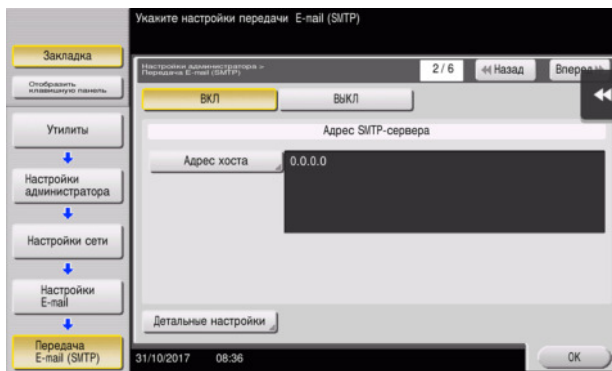 Укажите настройки передачи E-mail (SMTP)
Закладка
Отобразить
клавишную панель
Утилиты
Настройки
администратора
Настройки сети
Настройки
E-mail
Передача
E-mail (SMTP)
Настройки администратора >
Передача E-mail (SMTP)
2/6
Назад
Вперед
ВКЛ
ВЫКЛ
Адрес SMTP-сервера
Адрес хоста
0.0.0.0
Детальные настройки
31/10/2017 08:36
OK